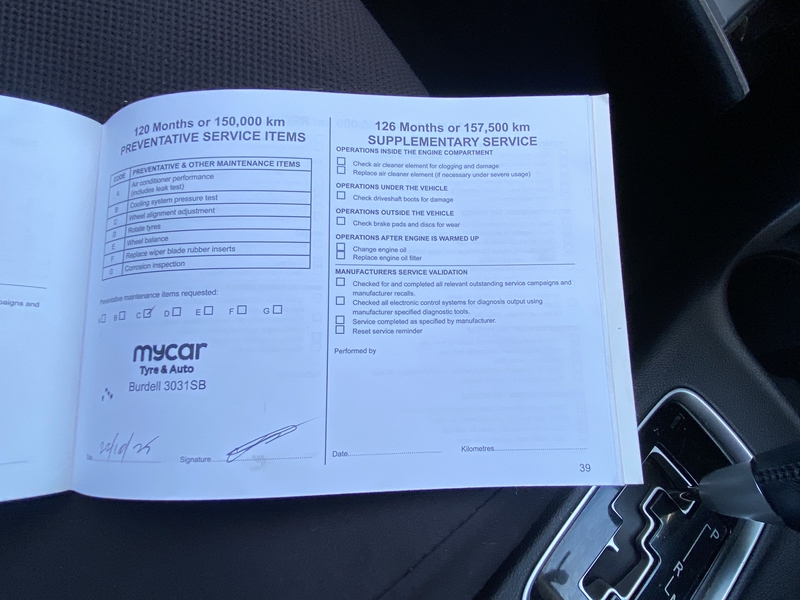 aigns and
120 Months or 150,000 km
PREVENTATIVE SERVICE ITEMS
CODE PREVENTATIVE & OTHER MAINTENANCE ITEMS
A Air conditioner performance
(includes leak test)
B Cooling system pressure test
C Wheel alignment adjustment
D Rotate tyres
E Wheel balance
F Replace wiper blade rubber inserts
G Corrosion inspection
Preventative maintenance items requested:
A B C D E F G
mycar
Tyre & Auto
Burdell 3031SB
Signature
126 Months or 157,500 km
SUPPLEMENTARY SERVICE
OPERATIONS INSIDE THE ENGINE COMPARTMENT
Check air cleaner element for clogging and damage
Replace air cleaner element (if necessary under severe usage)
OPERATIONS UNDER THE VEHICLE
Check driveshaft boots for damage
OPERATIONS OUTSIDE THE VEHICLE
Check brake pads and discs for wear
OPERATIONS AFTER ENGINE IS WARMED UP
Change engine oil
Replace engine oil filter
MANUFACTURERS SERVICE VALIDATION
Checked for and completed all relevant outstanding service campaigns and
manufacturer recalls.
Checked all electronic control systems for diagnosis output using
manufacturer specified diagnostic tools.
Service completed as specified by manufacturer.
Reset service reminder
Performed by
Date
Kilometres
39
P
R